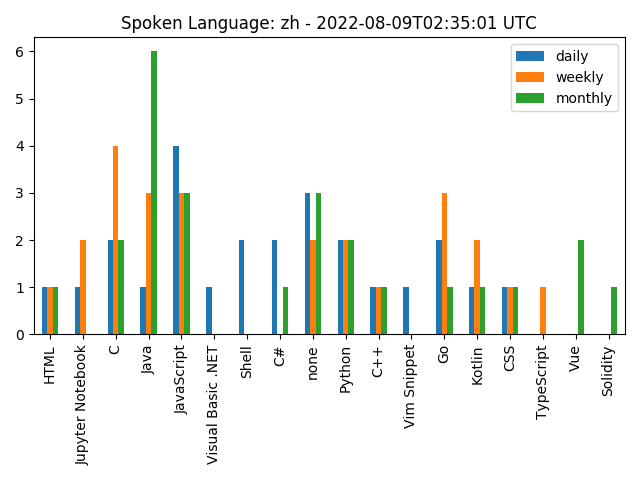 Spoken Language: zh - 2022-08-09T02:35:01 UTC
daily
weekly
monthly
6
5
4
3
2
1
0
HTML
Jupyter Notebook
C
Java
JavaScript
Visual Basic .NET
Shell
C#
none
Python
C++
Vim Snippet
Go
Kotlin
CSS
TypeScript
Vue
Solidity